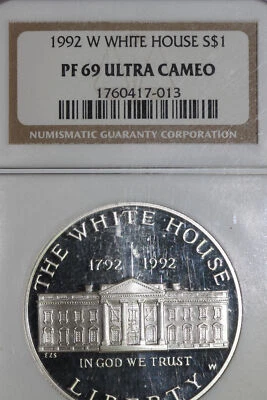 1992 W WHITE HOUSE S$1
PF 69 ULTRA CAMEO
1760417-013
NUMISMATIC GUARANTY CORPORATION
THE WHITE HOUSE
1792 1992
IN GOD WE TRUST
W
LIBERTY